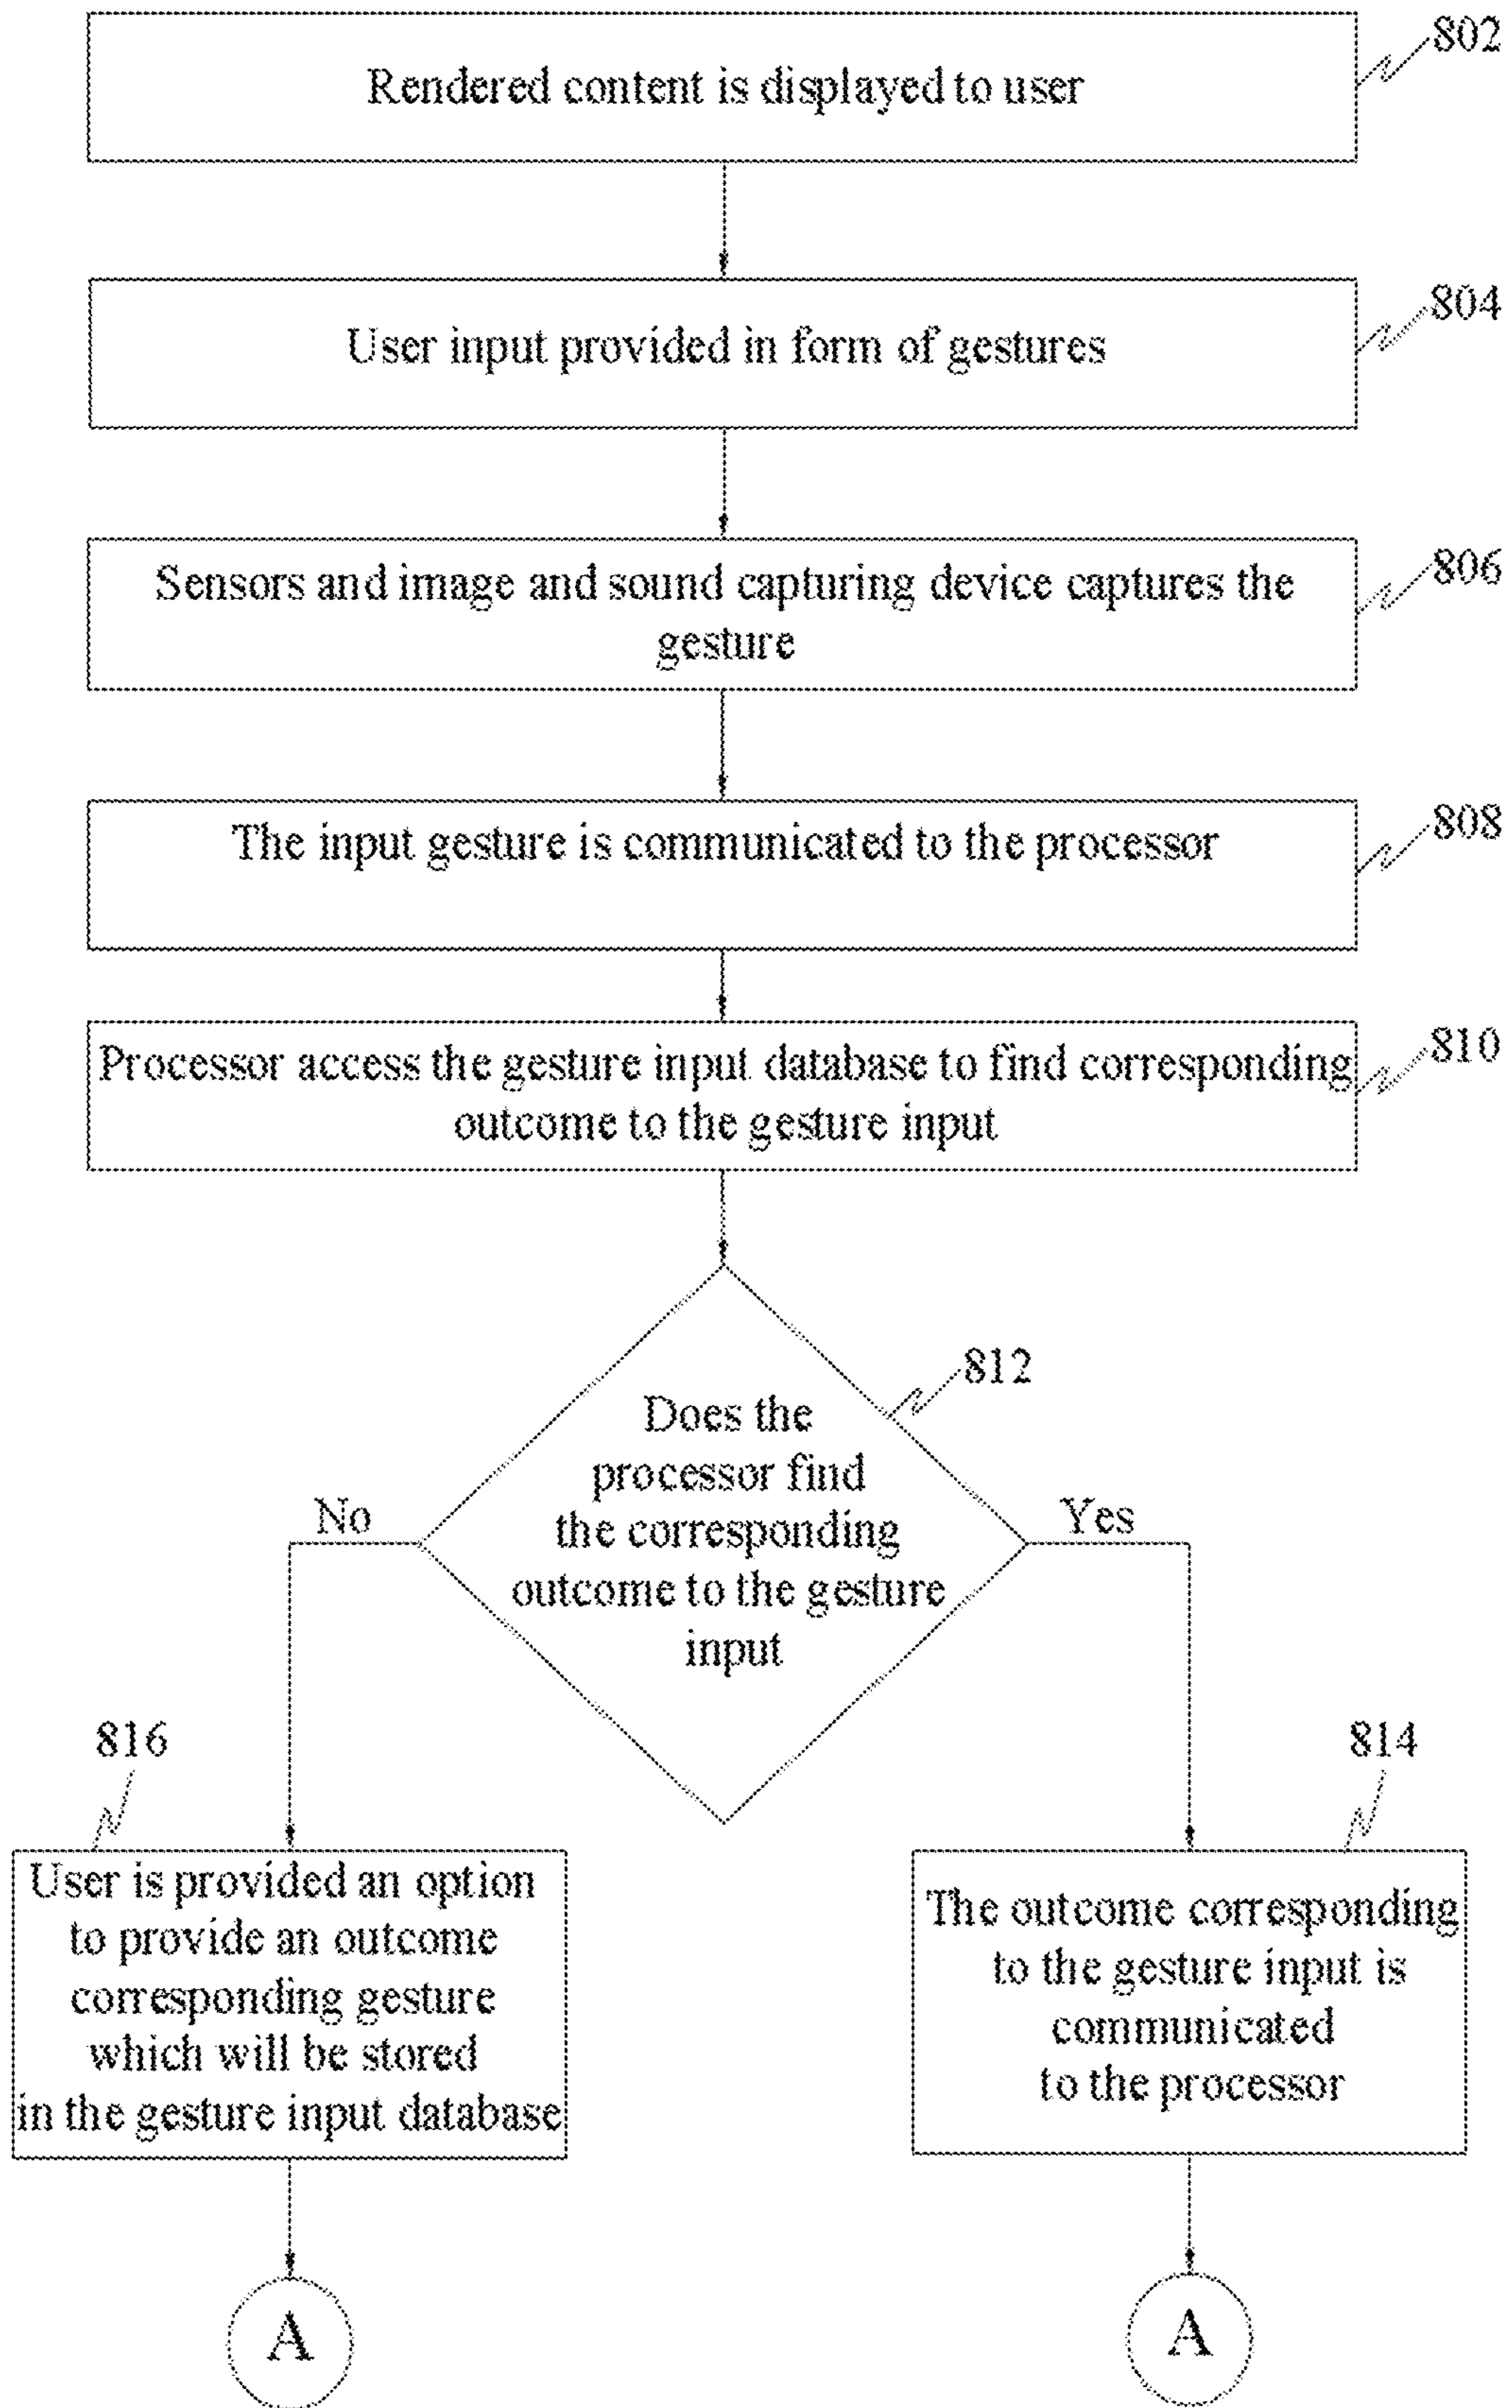 802
Rendered content is displayed to user
804
User input provided in form of gestures
806
Sensors and image and sound capturing device captures the
gesture
808
The input gesture is communicated to the processor
810
Processor access the gesture input database to find corresponding
outcome to the gesture input
812
Does the
processor find
the corresponding
outcome to the gesture
input
No
Yes
816
814
User is provided an option
to provide an outcome
corresponding gesture
which will be stored
in the gesture input database
The outcome corresponding
to the gesture input is
communicated
to the processor
A
A